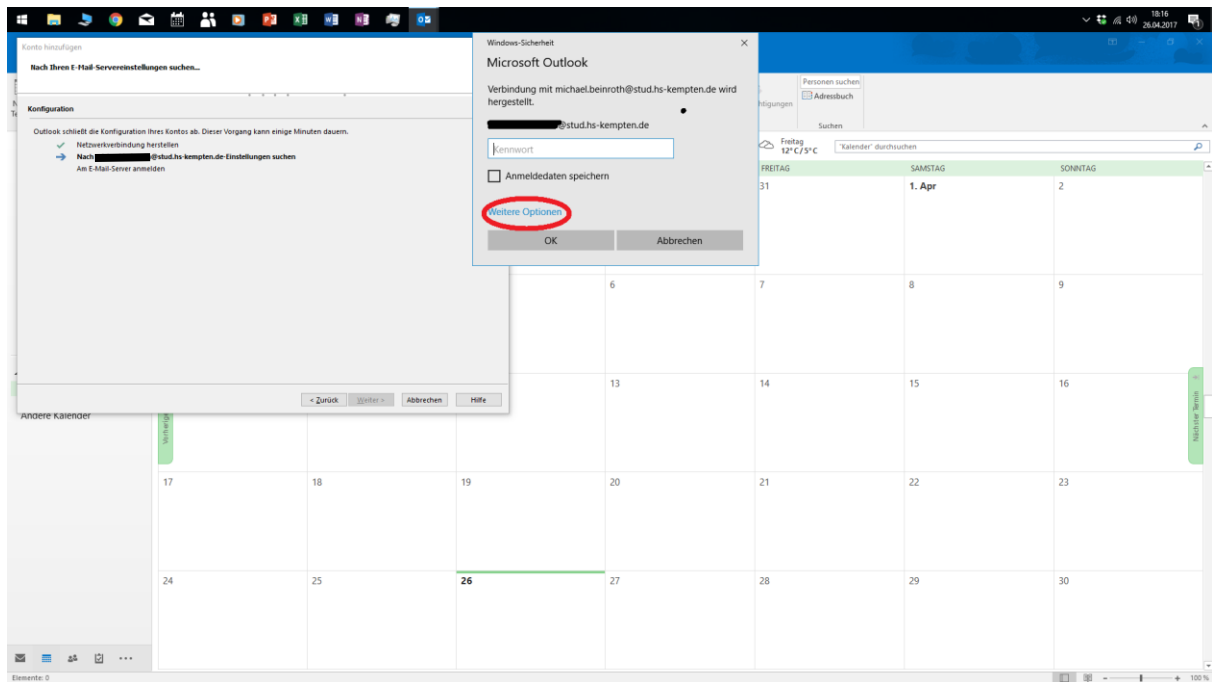 18:16
26.04.2017
Konto hinzufügen
Nach Ihren E-Mail-Servereinstellungen suchen...
Konfiguration
Outlook schließt die Konfiguration Ihres Kontos ab. Dieser Vorgang kann einige Minuten dauern.
Netzwerkverbindung herstellen
Nach @stud.hs-kempten.de-Einstellungen suchen
Am E-Mail-Server anmelden
< Zurück Weiter > Abbrechen Hilfe
Windows-Sicherheit
Microsoft Outlook
Verbindung mit michael.beinroth@stud.hs-kempten.de wird
hergestellt.
@stud.hs-kempten.de
Kennwort
Anmeldedaten speichern
Weitere Optionen
OK Abbrechen
Personen suchen
Adressbuch
Suchen
Freitag
12°C/5°C
"Kalender" durchsuchen
FREITAG SAMSTAG SONNTAG
31 1. Apr 2
6 7 8 9
13 14 15 16
Andere Kalender
Nächster Termin
17 18 19 20 21 22 23
24 25 26 27 28 29 30
Elemente: 0
100 %